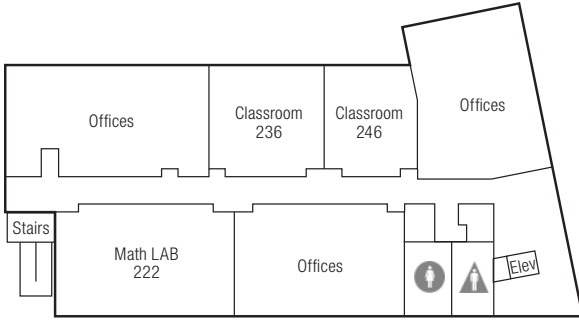 Offices
Classroom
236
Classroom
246
Offices
Stairs
Math LAB
222
Offices
Elev